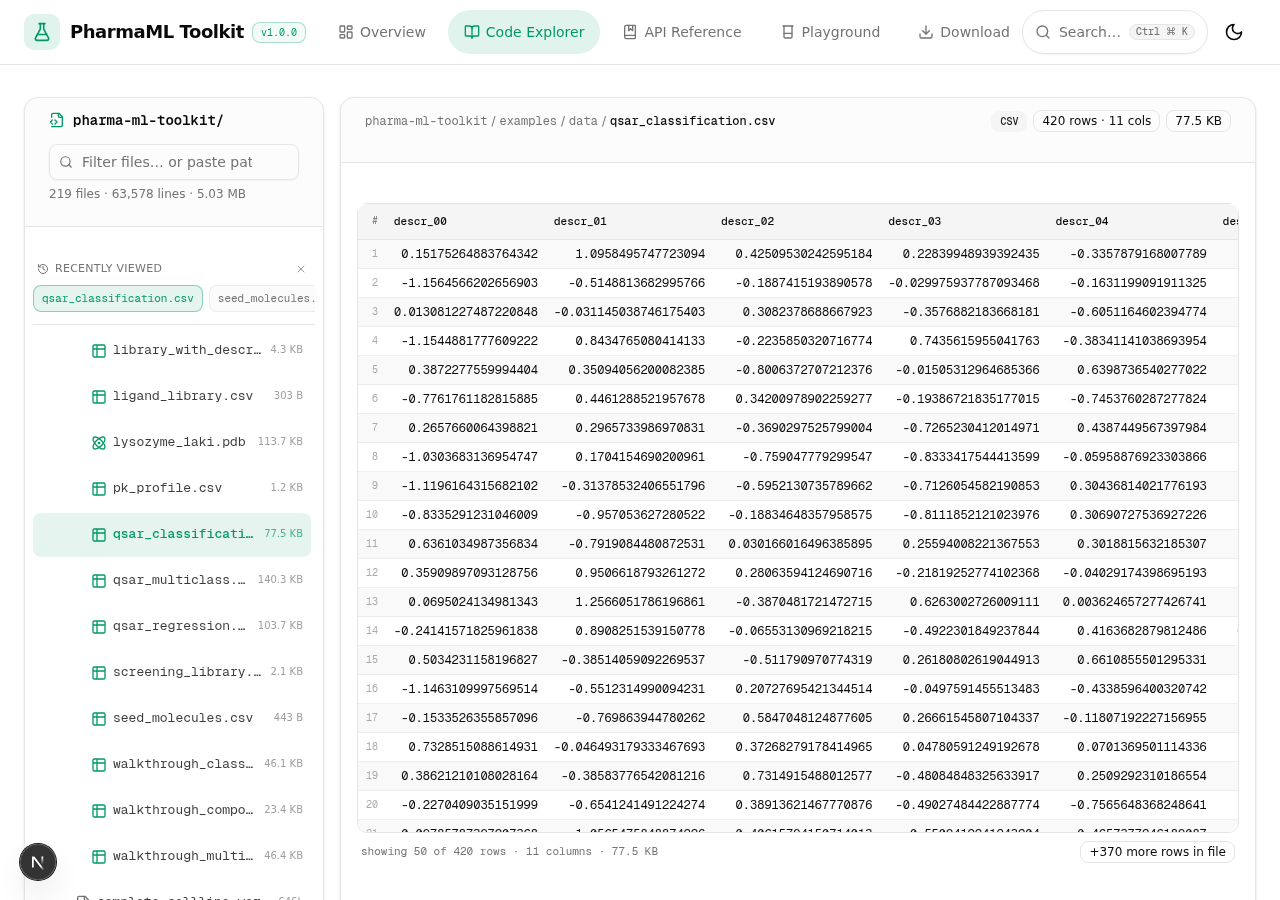 PharmaML Toolkit v1.0.0 Overview Code Explorer API Reference Playground Download Search… Ctrl ⌘ K
pharma-ml-toolkit/
Filter files… or paste pat
219 files · 63,578 lines · 5.03 MB
RECENTLY VIEWED
qsar_classification.csv seed_molecules.
library_with_descr… 4.3 KB
ligand_library.csv 303 B
lysozyme_1aki.pdb 113.7 KB
pk_profile.csv 1.2 KB
qsar_classificati… 77.5 KB
qsar_multiclass.… 140.3 KB
qsar_regression.… 103.7 KB
screening_library.… 2.1 KB
seed_molecules.csv 443 B
walkthrough_class… 46.1 KB
walkthrough_compo… 23.4 KB
walkthrough_multi… 46.4 KB
N
pharma-ml-toolkit / examples / data / qsar_classification.csv CSV 420 rows · 11 cols 77.5 KB
# descr_00 descr_01 descr_02 descr_03 descr_04 des
1 0.15175264883764342 1.0958495747723094 0.42509530242595184 0.22839948939392435 -0.3357879168007789
2 -1.1564566202656903 -0.5148813682995766 -0.1887415193890578 -0.029975937787093468 -0.1631199091911325
3 0.013081227487220848 -0.031145038746175403 0.3082378688667923 -0.3576882183668181 -0.6051164602394774
4 -1.1544881777609222 0.8434765080414133 -0.2235850320716774 0.7435615955041763 -0.38341141038693954
5 0.3872277559994404 0.35094056200082385 -0.8006372707212376 -0.01505312964685366 0.6398736540277022
6 -0.7761761182815885 0.4461288521957678 0.34200978902259277 -0.19386721835177015 -0.7453760287277824
7 0.2657660064398821 0.2965733986970831 -0.3690297525799004 -0.7265230412014971 0.4387449567397984
8 -1.0303683136954747 0.1704154690200961 -0.759047779299547 -0.8333417544413599 -0.05958876923303866
9 -1.1196164315682102 -0.31378532406551796 -0.5952130735789662 -0.7126054582190853 0.30436814021776193
10 -0.8335291231046009 -0.957053627280522 -0.18834648357958575 -0.8111852121023976 0.30690727536927226
11 0.6361034987356834 -0.7919084480872531 0.030166016496385895 0.25594008221367553 0.3018815632185307
12 0.35909897093128756 0.9506618793261272 0.28063594124690716 -0.21819252774102368 -0.04029174398695193
13 0.0695024134981343 1.2566051786196861 -0.3870481721472715 0.6263002726009111 0.003624657277426741
14 -0.24141571825961838 0.8908251539150778 -0.06553130969218215 -0.4922301849237844 0.4163682879812486
15 0.5034231158196827 -0.38514059092269537 -0.511790970774319 0.26180802619044913 0.6610855501295331
16 -1.1463109997569514 -0.5512314990094231 0.20727695421344514 -0.0497591455513483 -0.4338596400320742
17 -0.1533526355857096 -0.769863944780262 0.5847048124877605 0.26661545807104337 -0.11807192227156955
18 0.7328515088614931 -0.046493179333467693 0.37268279178414965 0.04780591249192678 0.0701369501114336
19 0.38621210108028164 -0.38583776542081216 0.7314915488012577 -0.48084848325633917 0.2509292310186554
20 -0.2270409035151999 -0.6541241491224274 0.38913621467770876 -0.49027484422887774 -0.7565648368248641
showing 50 of 420 rows · 11 columns · 77.5 KB +370 more rows in file